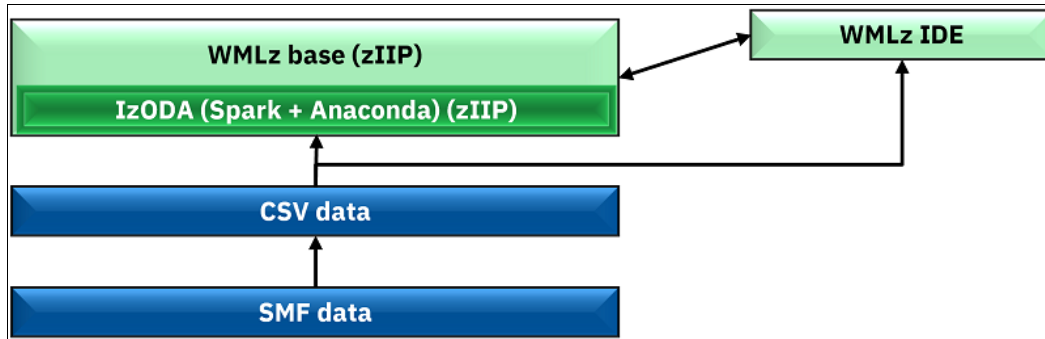 WMLz base (zIIP)
WMLz IDE
IzODA (Spark + Anaconda) (zIIP)
CSV data
SMF data